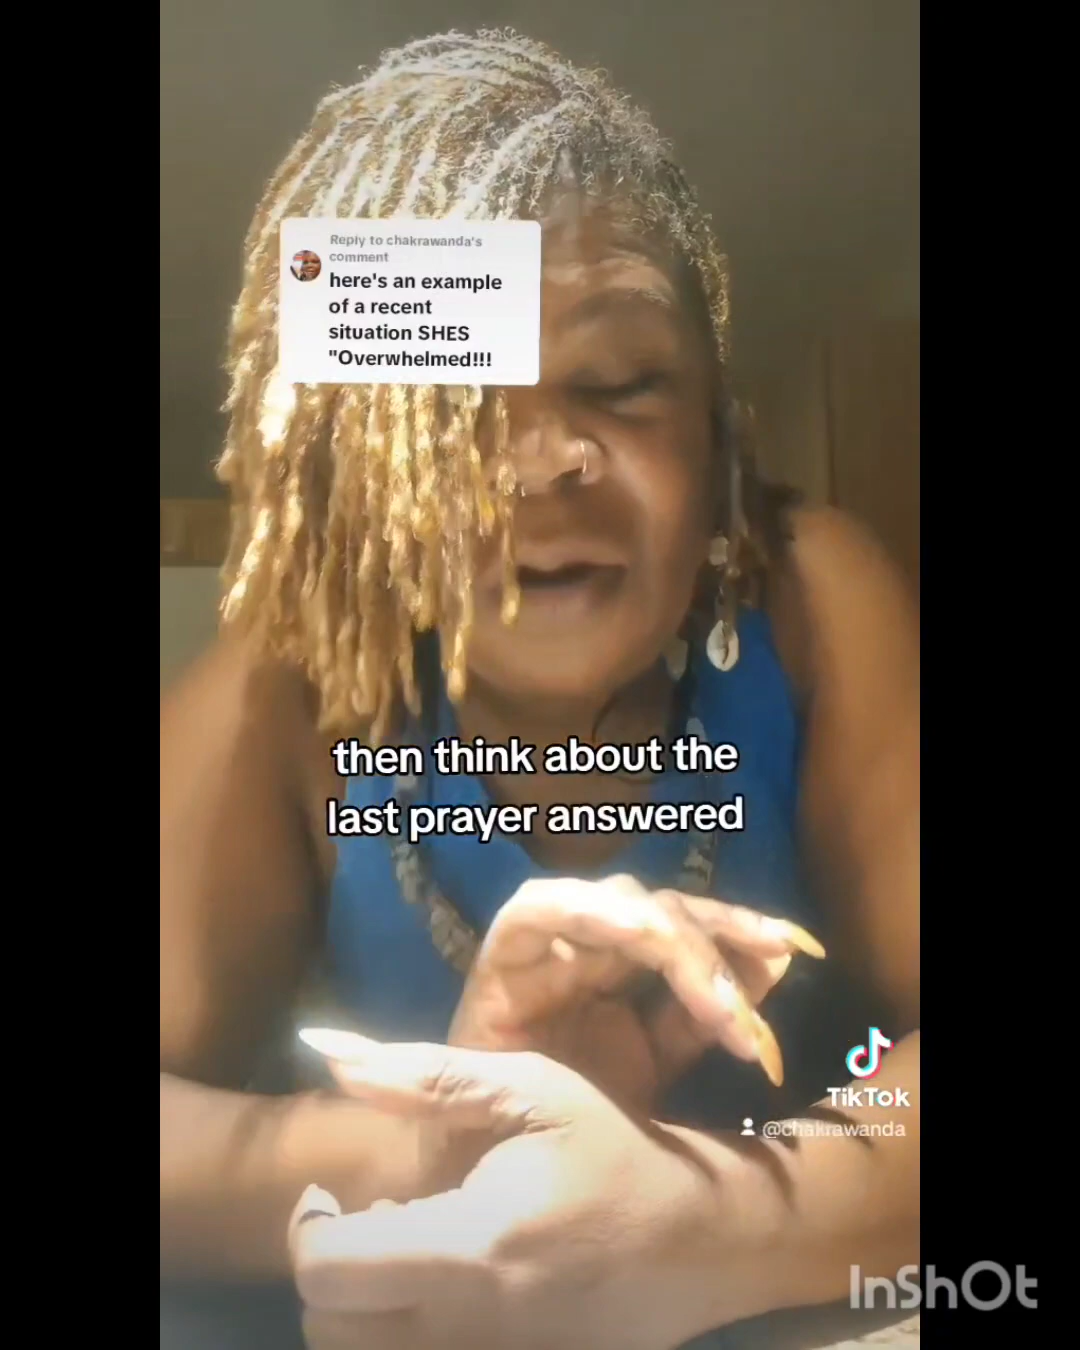 Reply to chakrawanda's
comment
here's an example
of a recent
situation SHES
"Overwhelmed!!!
then think about the
last prayer answered
TikTok
@chakrawanda
InShOt